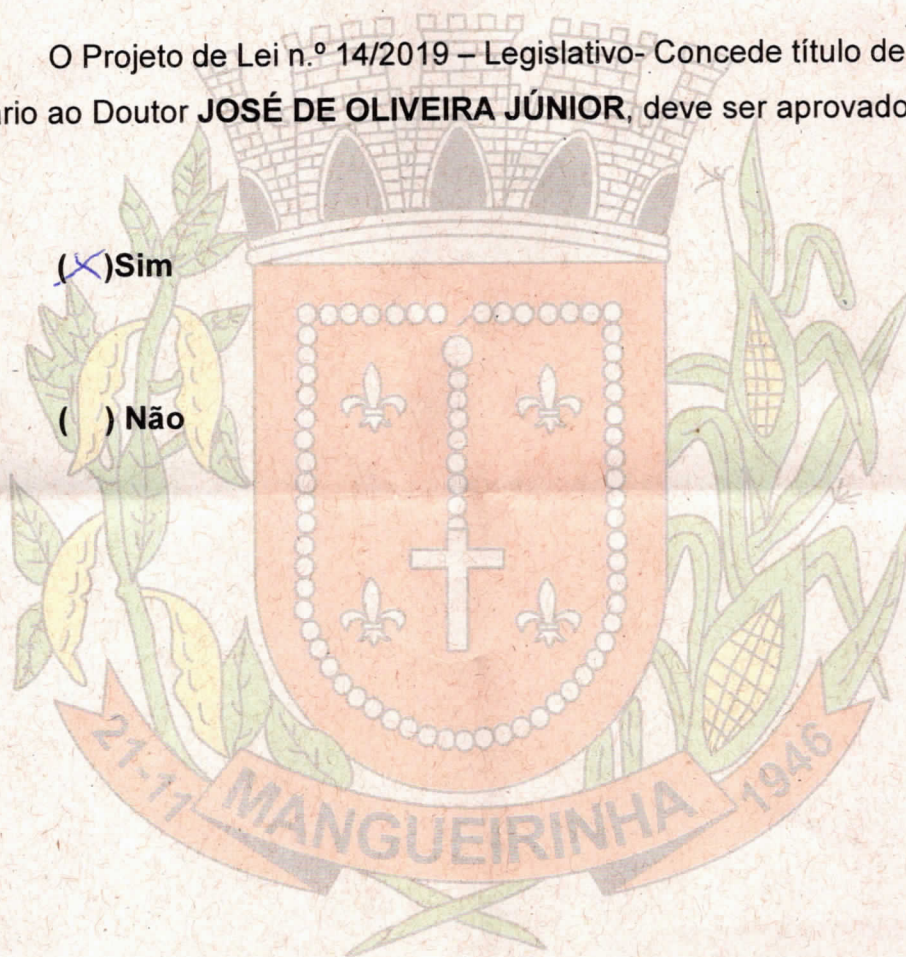 O Projeto de Lei n.º 14/2019 – Legislativo- Concede título de
rio ao Doutor JOSÉ DE OLIVEIRA JÚNIOR, deve ser aprovado
(X)Sim
( ) Não
21-11 MANGUEIRINHA 1946